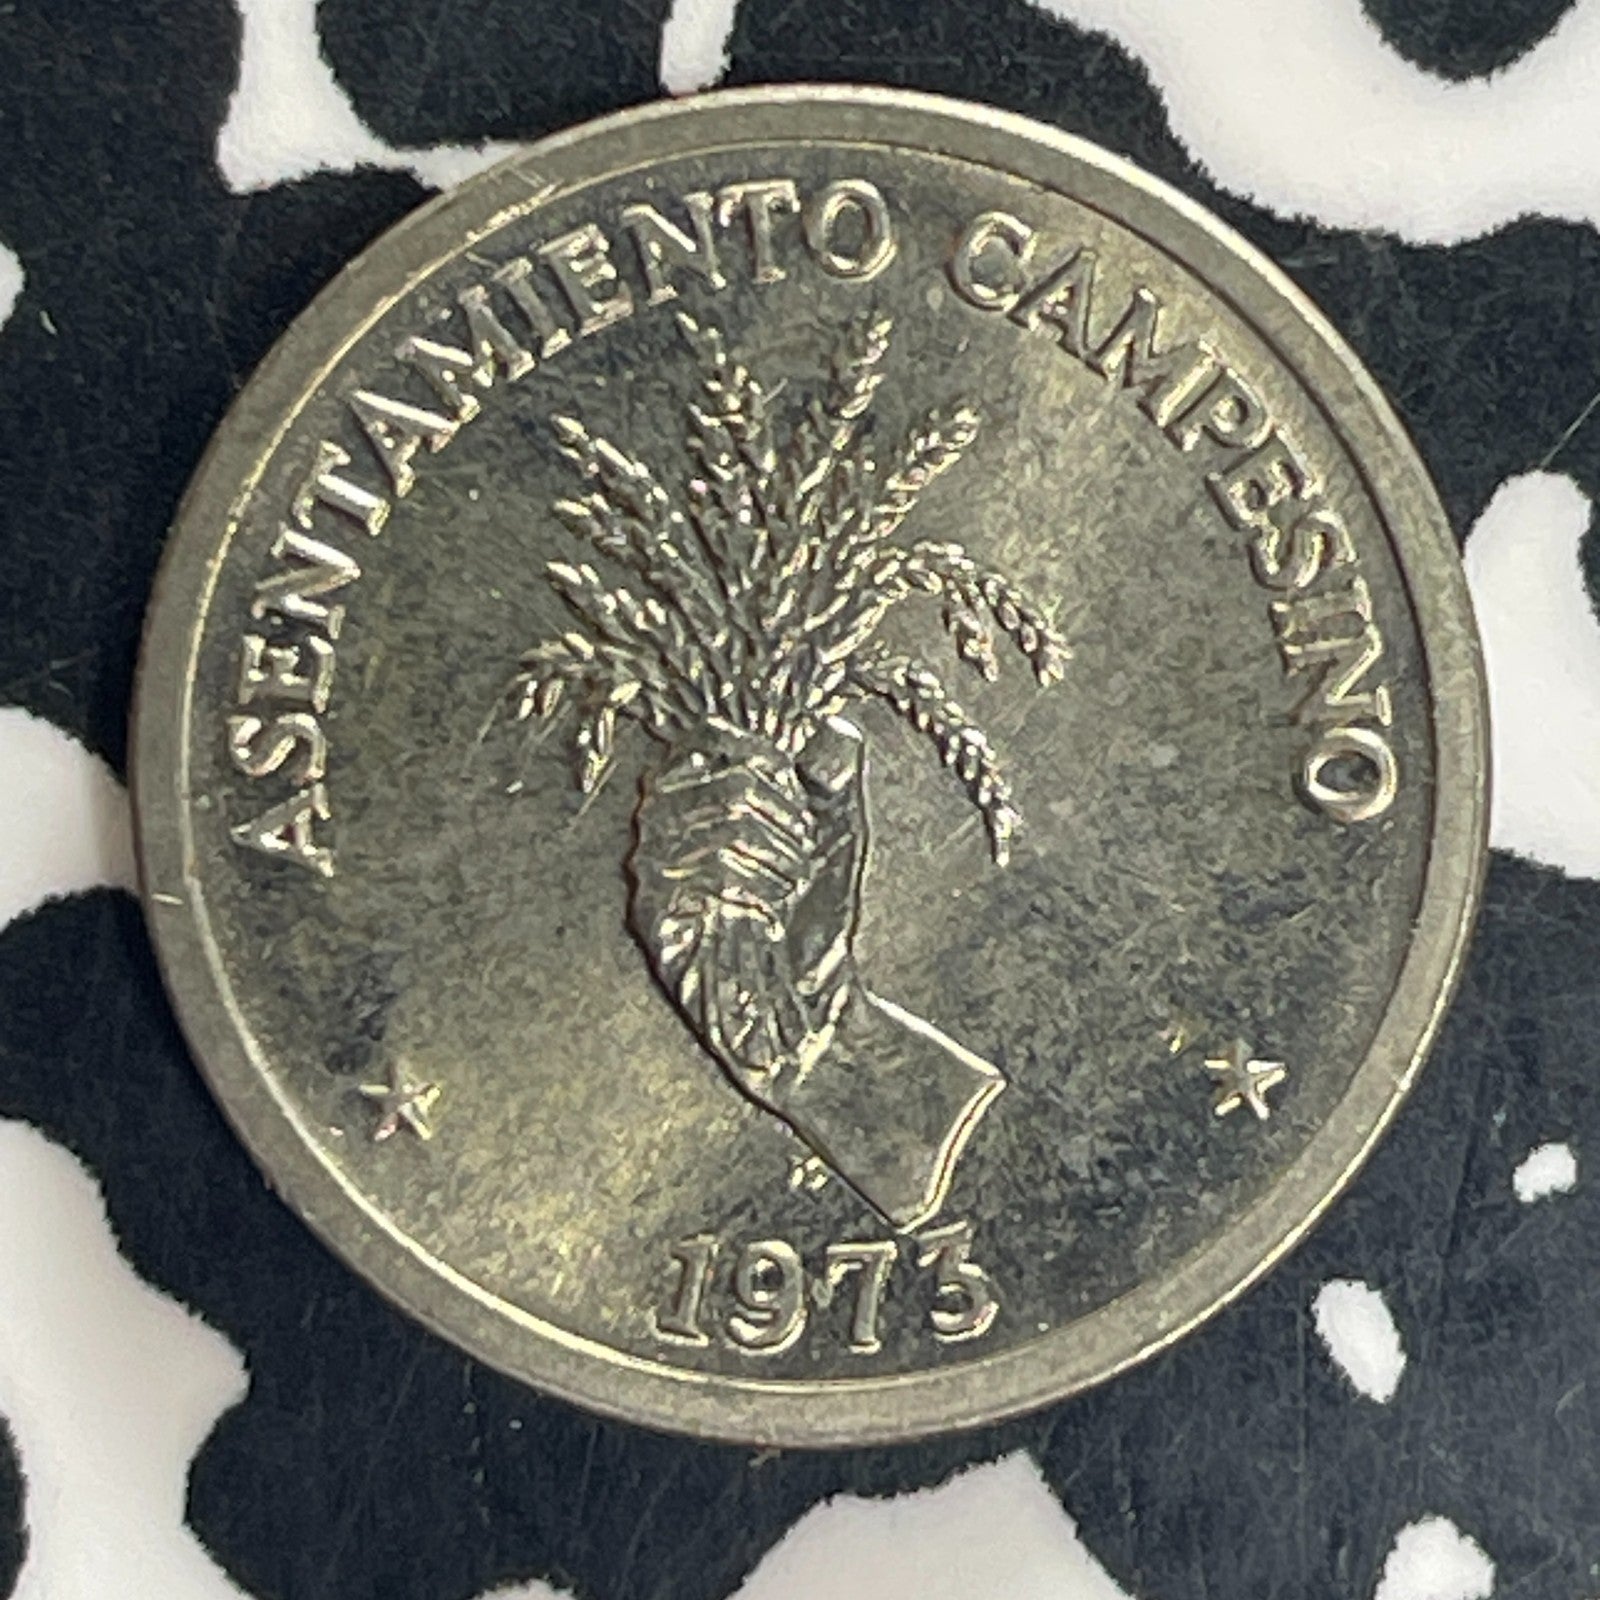 ASENTAMIENTO CAMPESINO
1973